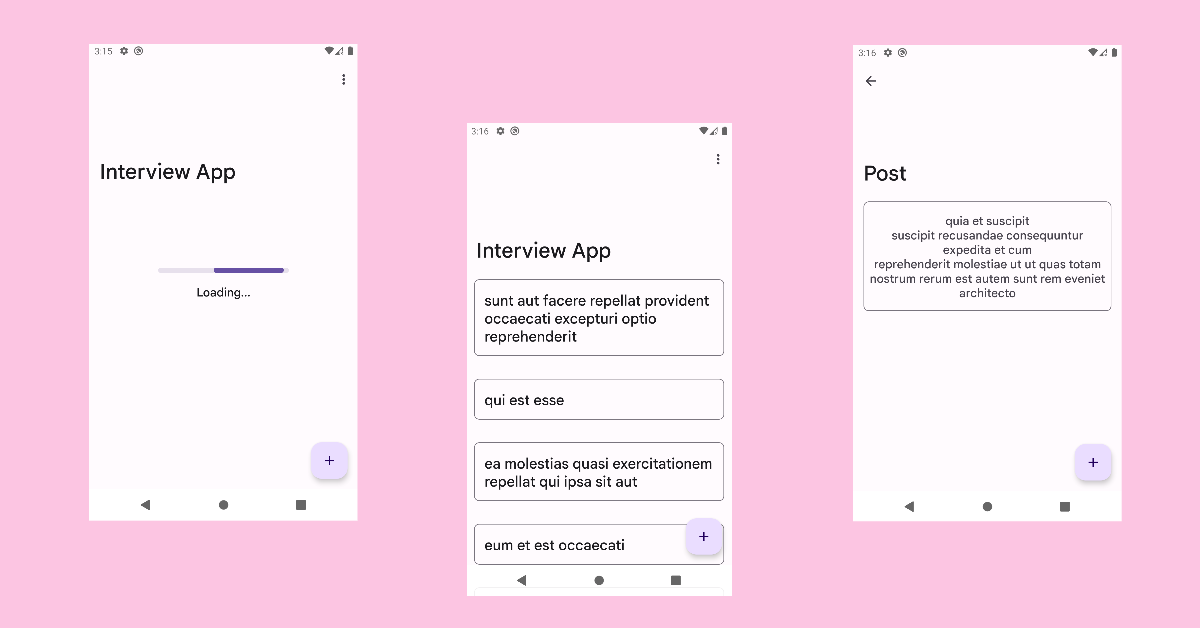 3:15
Interview App
Loading...
3:16
Interview App
sunt aut facere repellat provident
occaecati excepturi optio
reprehenderit
qui est esse
ea molestias quasi exercitationem
repellat qui ipsa sit aut
eum et est occaecati
3:16
Post
quia et suscipit
suscipit recusandae consequuntur
expedita et cum
reprehenderit molestiae ut ut quas totam
nostrum rerum est autem sunt rem eveniet
architecto